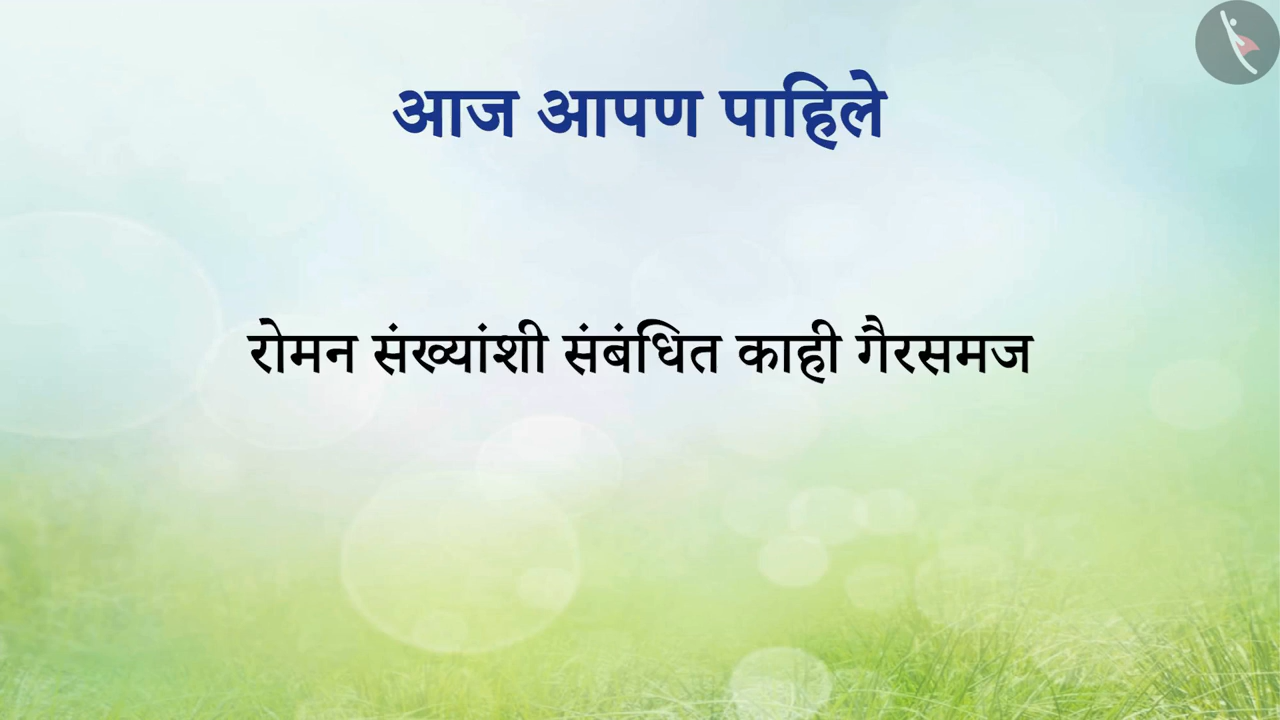 आज आपण पाहिले
रोमन संख्यांशी संबंधित काही गैरसमज